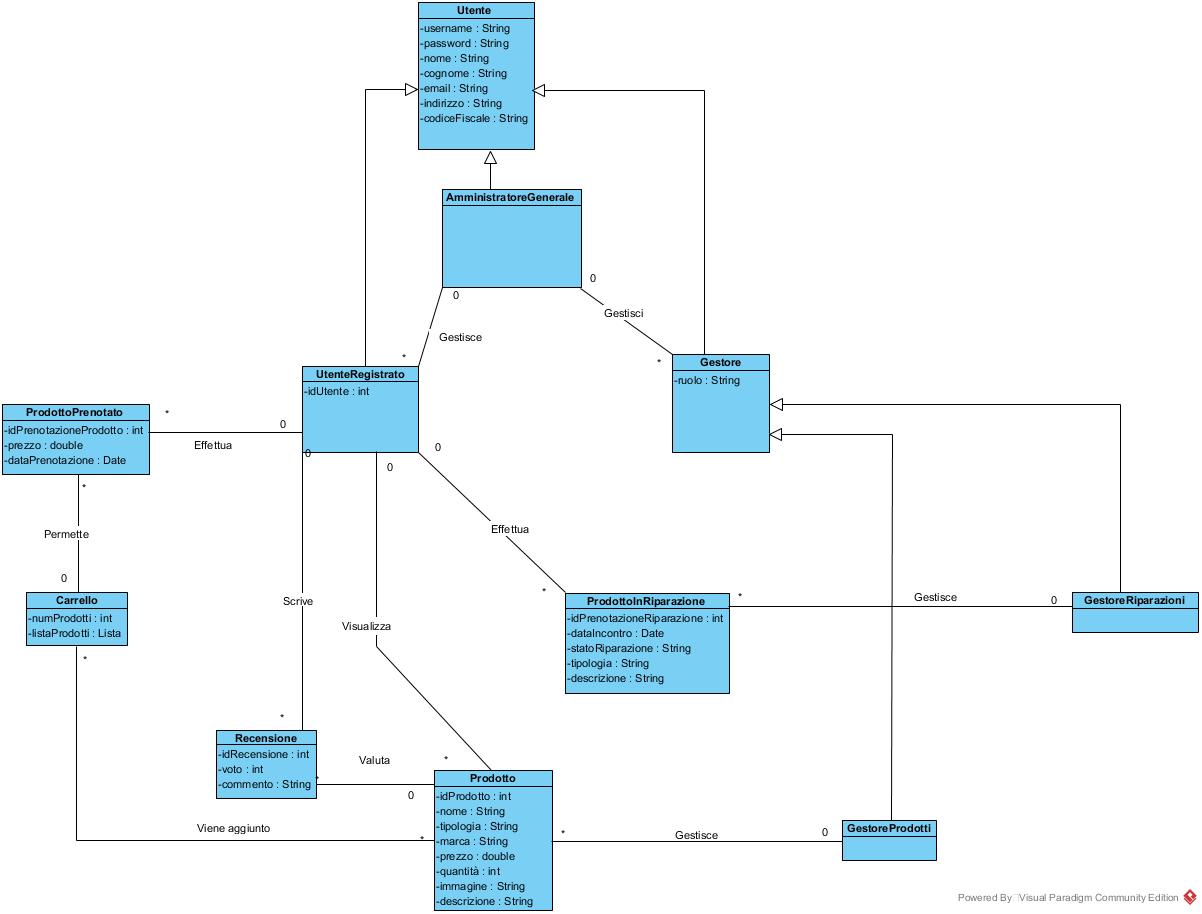 Utente
-username : String
-password : String
-nome : String
-cognome : String
-email : String
-indirizzo : String
-codiceFiscale : String
AmministratoreGenerale
0
0
Gestisce
Gestisci
*
*
UtenteRegistrato
-idUtente : int
Gestore
-ruolo : String
ProdottoPrenotato
-idPrenotazioneProdotto : int
-prezzo : double
-dataPrenotazione : Date
*
0
Effettua
0
0
0
*
Permette
0
Effettua
*
Carrello
-numProdotti : int
-listaProdotti : Lista
*
Scrive
Visualizza
ProdottoInRiparazione
-idPrenotazioneRiparazione : int
-dataIncontro : Date
-statoRiparazione : String
-tipologia : String
-descrizione : String
*
Gestisce
0
GestoreRiparazioni
*
Recensione
-idRecensione : int
-voto : int
-commento : String
*
Valuta
0
*
Prodotto
-idProdotto : int
-nome : String
-tipologia : String
-marca : String
-prezzo : double
-quantità : int
-immagine : String
-descrizione : String
Viene aggiunto
*
*
Gestisce
0
GestoreProdotti
Powered By Visual Paradigm Community Edition